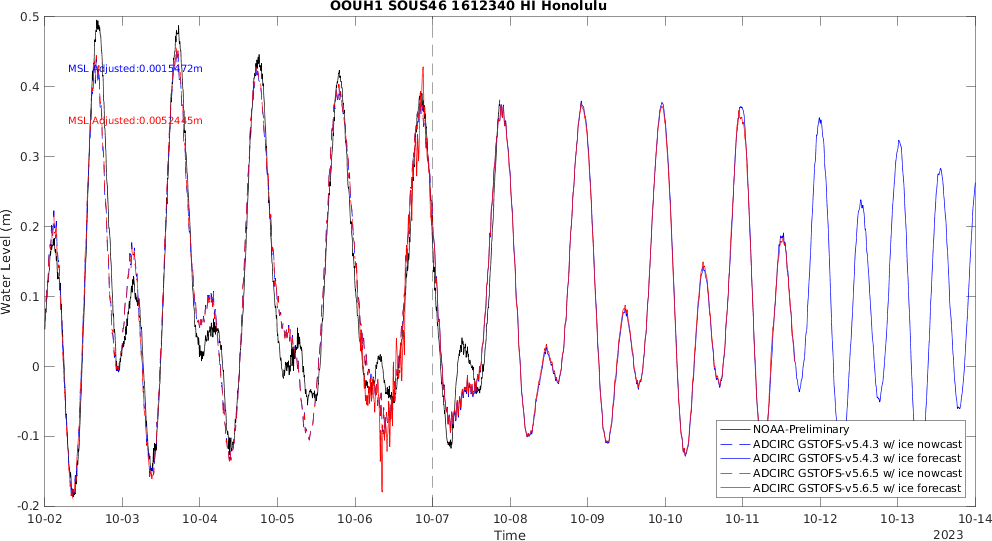 OOUH1 SOUS46 1612340 HI Honolulu
0.5
0.4
0.3
0.2
0.1
0
-0.1
-0.2
Water Level (m)
MSL Adjusted:0.0015472m
MSL Adjusted:0.0052445m
NOAA-Preliminary
ADCIRC GSTOFS-v5.4.3 w/ ice nowcast
ADCIRC GSTOFS-v5.4.3 w/ ice forecast
ADCIRC GSTOFS-v5.6.5 w/ ice nowcast
ADCIRC GSTOFS-v5.6.5 w/ ice forecast
10-02 10-03 10-04 10-05 10-06 10-07 10-08 10-09 10-10 10-11 10-12 10-13 10-14
Time
2023